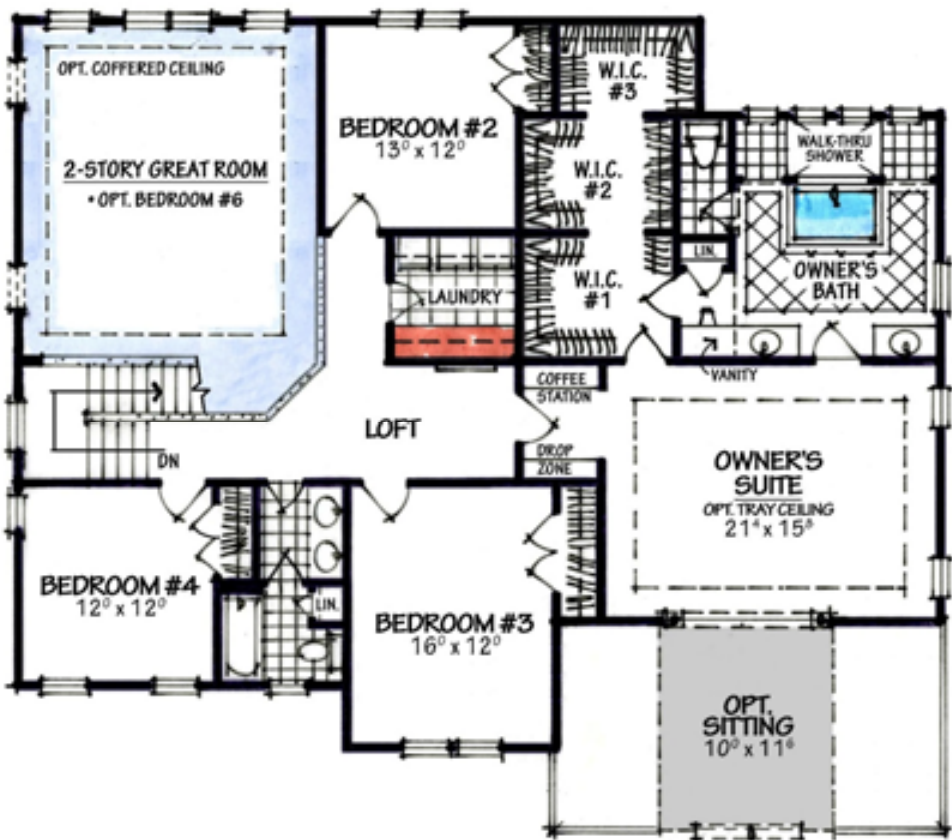 OPT. COFFERED CEILING
2-STORY GREAT ROOM
• OPT. BEDROOM #6
BEDROOM #2
13⁰ x 12⁰
W.I.C.
#3
W.I.C.
#2
W.I.C.
#1
WALK-THRU
SHOWER
LIN.
OWNER'S
BATH
VANITY
LAUNDRY
COFFEE
STATION
LOFT
DROP
ZONE
DN
OWNER'S
SUITE
OPT. TRAY CEILING
21⁴ x 15⁸
BEDROOM #4
12⁰ x 12⁰
LIN.
BEDROOM #3
16⁰ x 12⁰
OPT.
SITTING
10⁰ x 11⁶